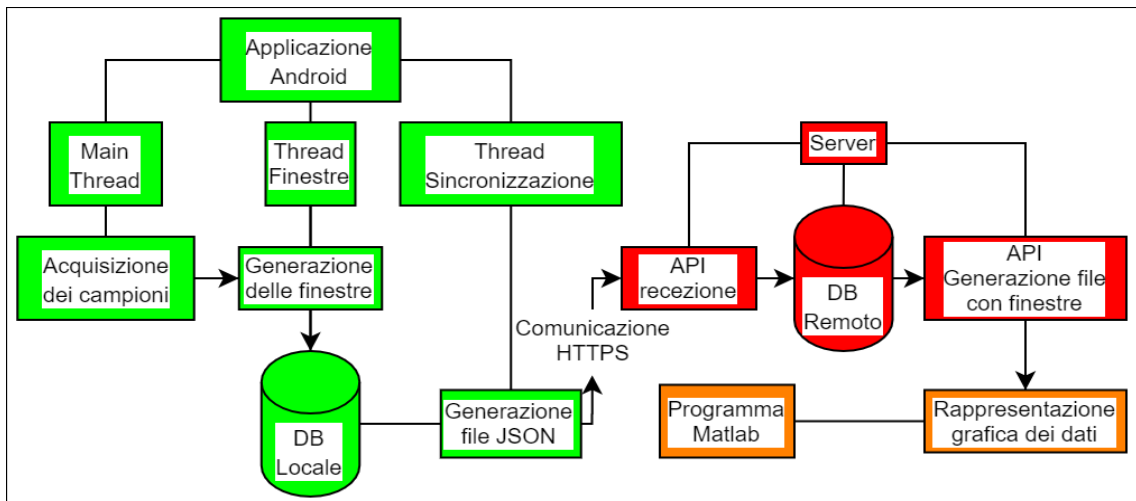 Applicazione
Android
Main
Thread
Thread
Finestre
Thread
Sincronizzazione
Server
Acquisizione
dei campioni
Generazione
delle finestre
API
recezione
DB
Remoto
API
Generazione file
con finestre
Comunicazione
HTTPS
DB
Locale
Generazione
file JSON
Programma
Matlab
Rappresentazione
grafica dei dati